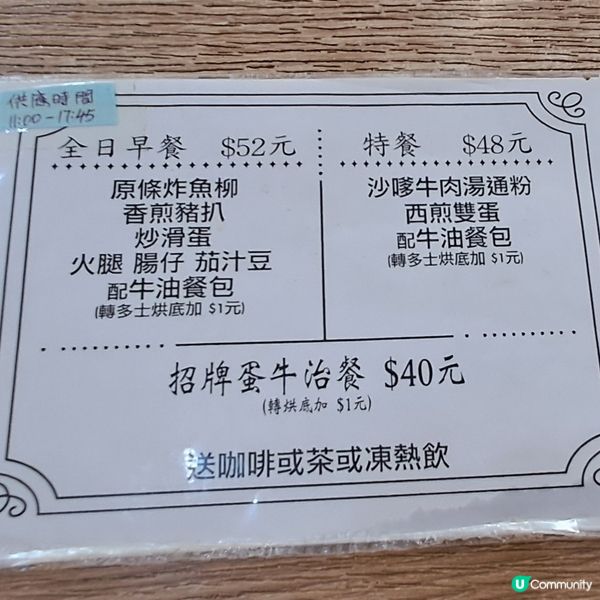 供應時間
11:00 - 17:45
全日早餐 $52元
原條炸魚柳
香煎豬扒
炒滑蛋
火腿 腸仔 茄汁豆
配牛油餐包
(轉多士烘底加 $1元)
特餐 $48元
沙嗲牛肉湯通粉
西煎雙蛋
配牛油餐包
(轉多士烘底加 $1元)
招牌蛋牛治餐 $40元
(轉烘底加 $1元)
送咖啡或茶或凍熱飲
U Community